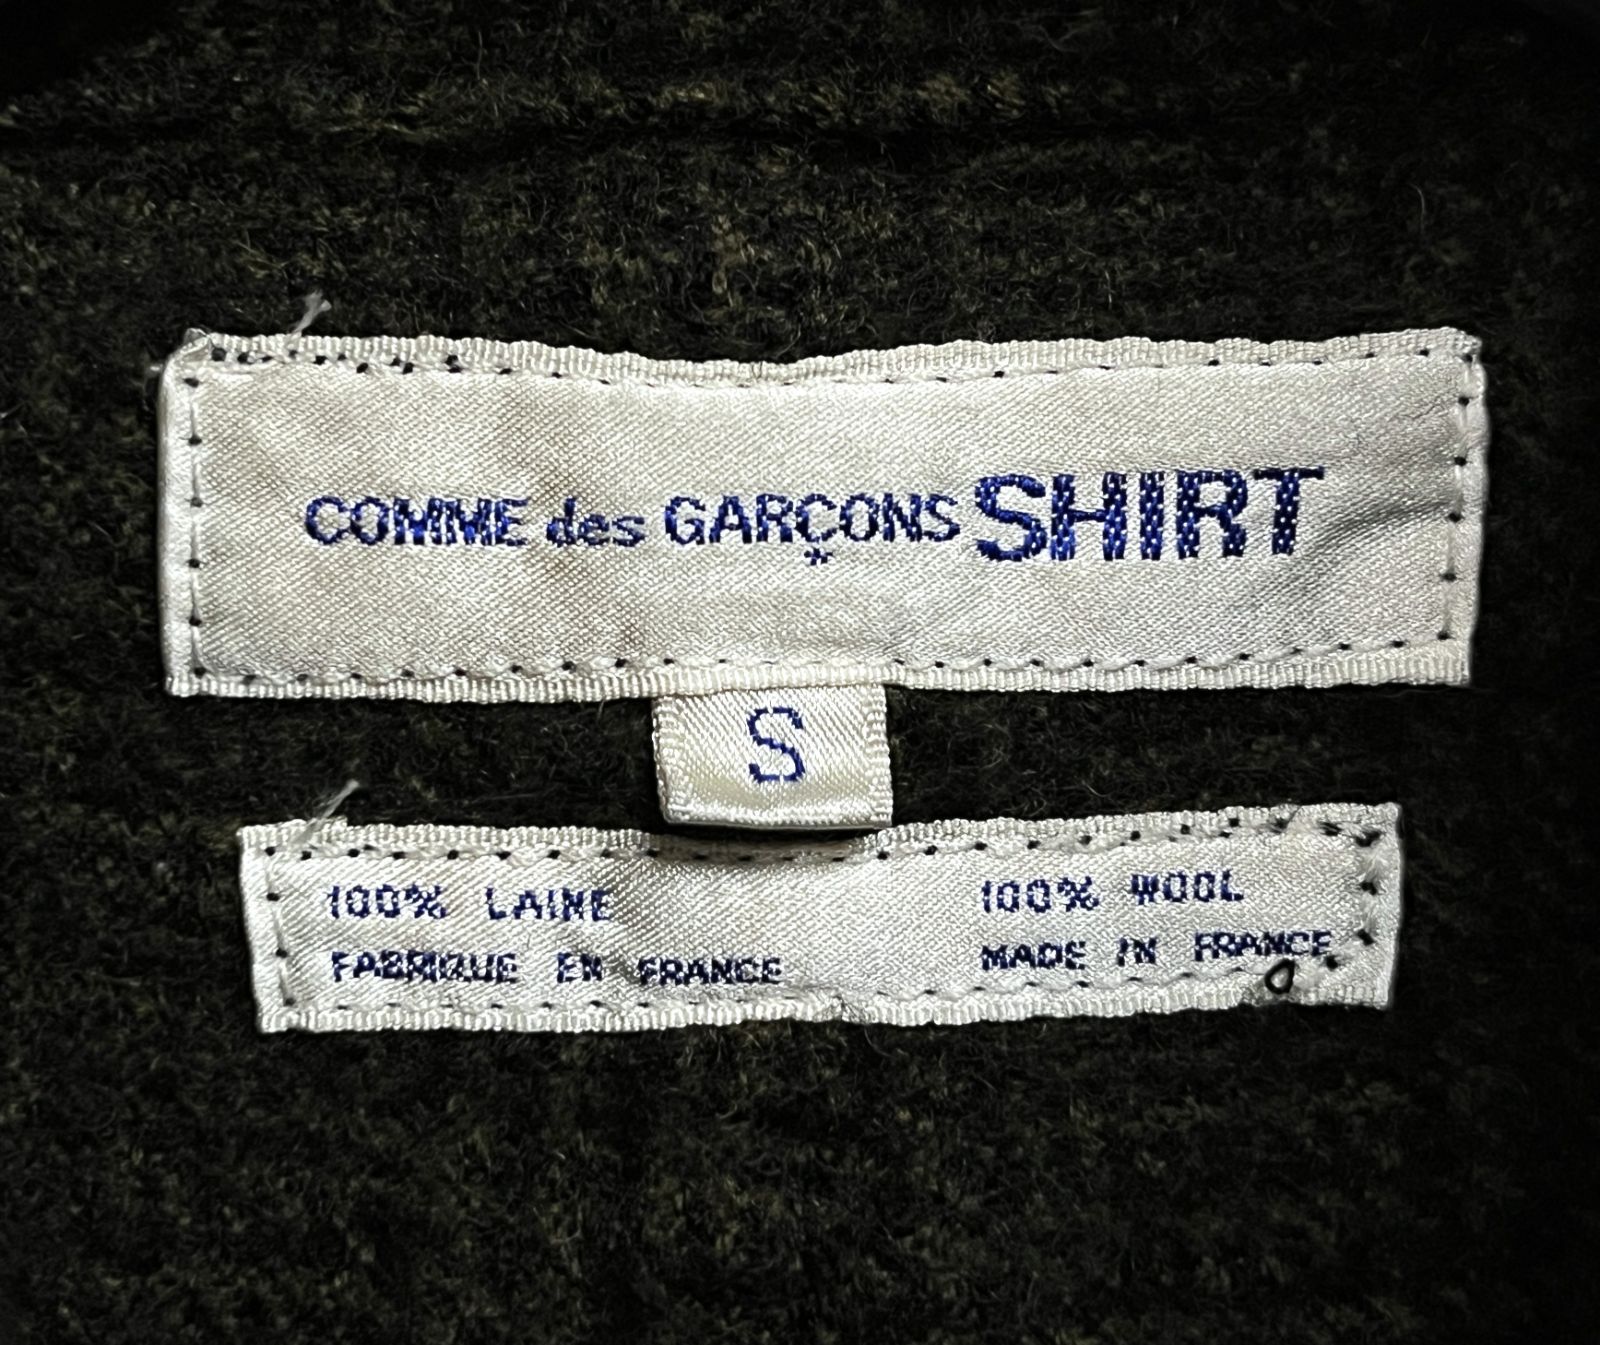 COMME des GARÇONS SHIRT
S
100% LAINE
FABRIQUE EN FRANCE
100% WOOL
MADE IN FRANCE